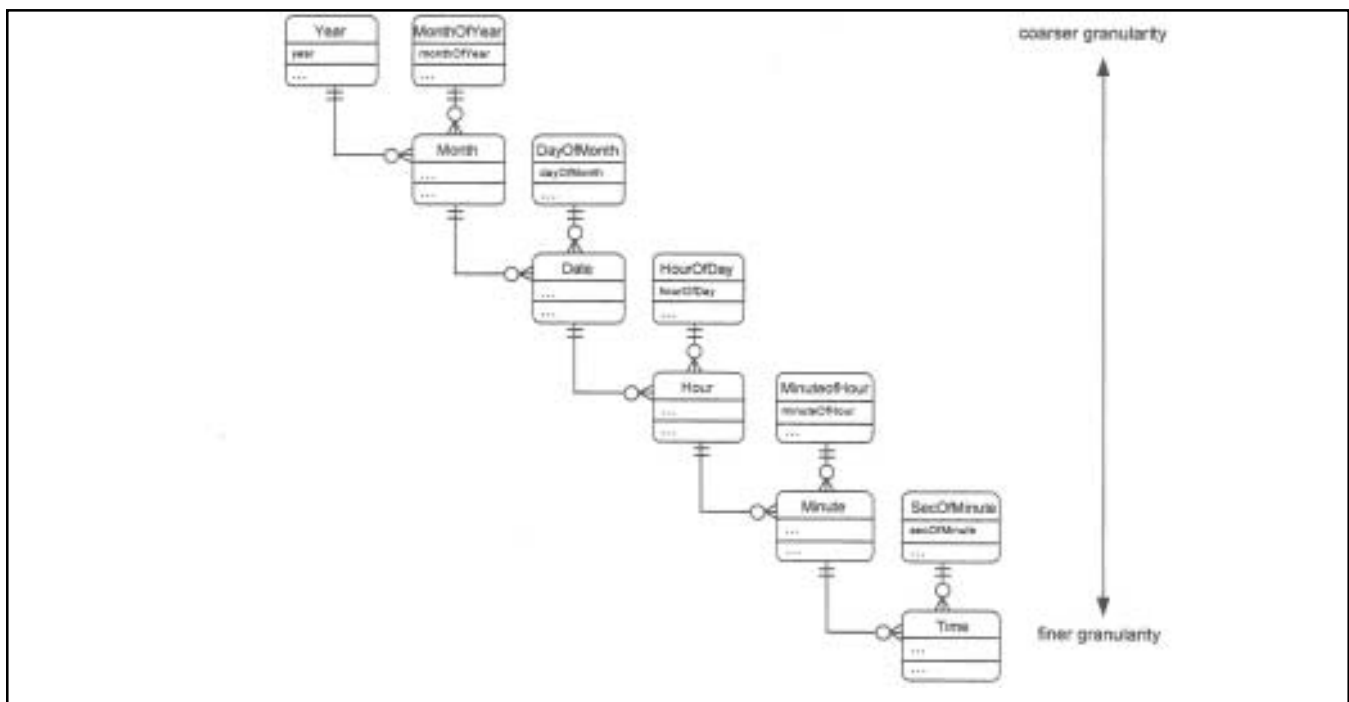 Year
year
...
MonthOfYear
monthOfYear
...
coarser granularity
Month
...
...
DayOfMonth
dayOfMonth
...
Date
...
...
HourOfDay
hourOfDay
...
Hour
...
...
MinuteofHour
minuteOfHour
...
Minute
...
...
SecOfMinute
secOfMinute
...
Time
...
...
finer granularity